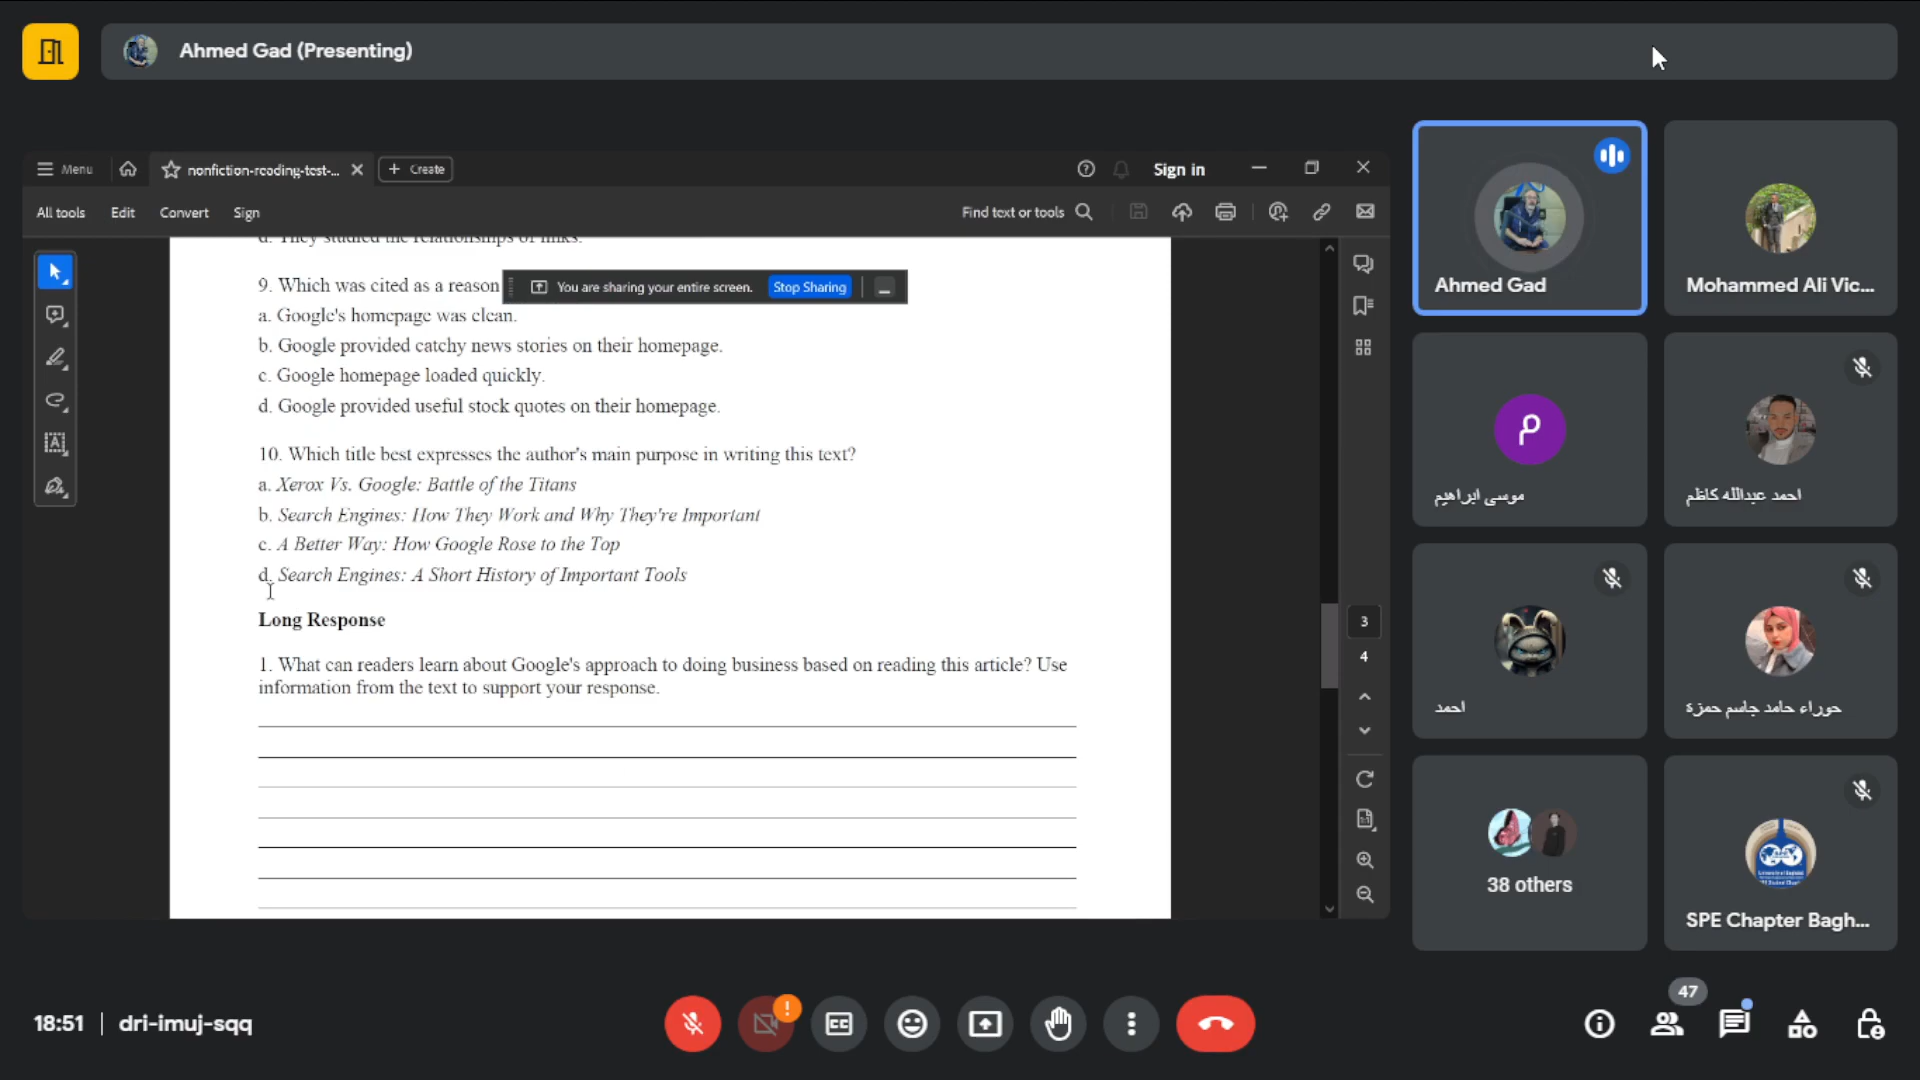 Ahmed Gad (Presenting)
Menu
nonfiction-reading-test-...
Create
Sign in
All tools
Edit
Convert
Sign
Find text or tools
d. They studied the relationships of links.
9. Which was cited as a reason
You are sharing your entire screen.
Stop Sharing
a. Google's homepage was clean.
b. Google provided catchy news stories on their homepage.
c. Google homepage loaded quickly.
d. Google provided useful stock quotes on their homepage.
10. Which title best expresses the author's main purpose in writing this text?
a. Xerox Vs. Google: Battle of the Titans
b. Search Engines: How They Work and Why They're Important
c. A Better Way: How Google Rose to the Top
d. Search Engines: A Short History of Important Tools
Long Response
1. What can readers learn about Google's approach to doing business based on reading this article? Use
information from the text to support your response.
3
4
Ahmed Gad
Mohammed Ali Vic...
م
موسى ابراهيم
احمد عبدالله كاظم
احمد
حوراء حامد جاسم حمزة
38 others
SPE Chapter Bagh...
18:51
dri-imuj-sqq
47